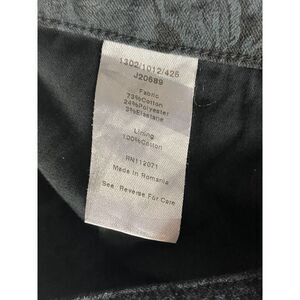 1302/1012/425
J20689
Fabric
73%Cotton
24%Polyester
3%Elastane
Lining
100%Cotton
RN112071
Made In Romania
See Reverse For Care